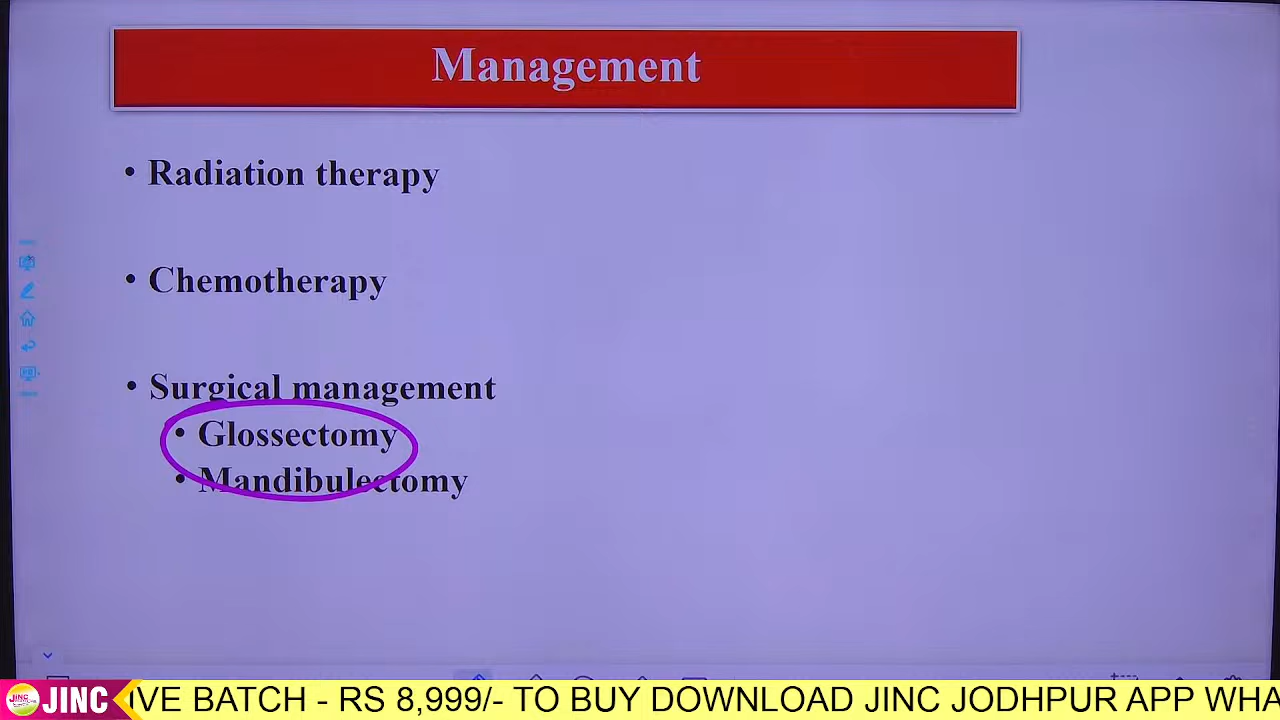 Management
• Radiation therapy
• Chemotherapy
• Surgical management
• Glossectomy
• Mandibulectomy
JINC IVE BATCH - RS 8,999/- TO BUY DOWNLOAD JINC JODHPUR APP WHA